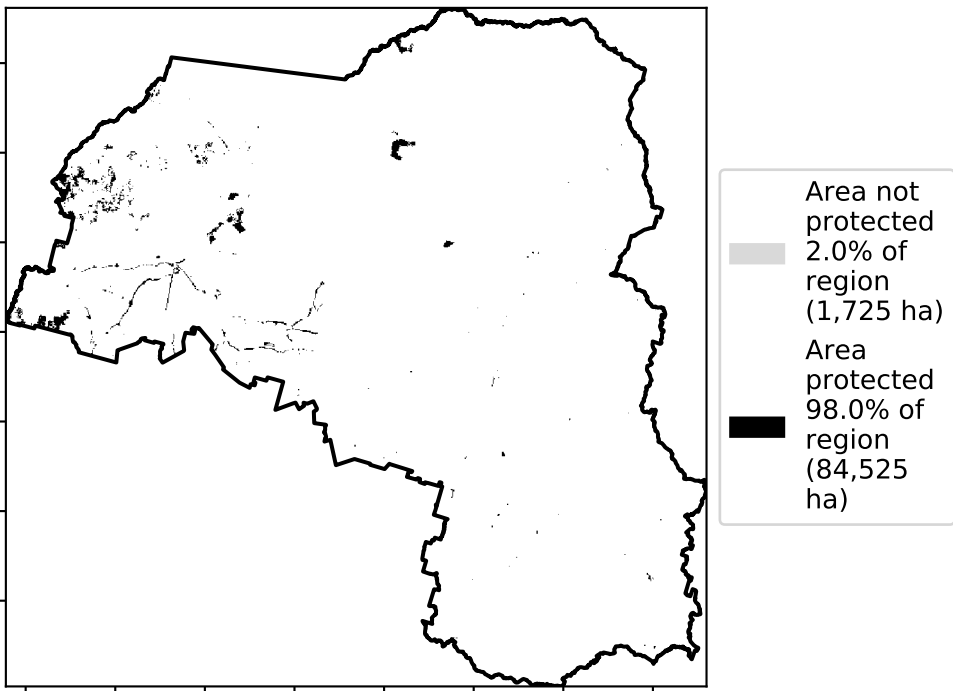 Area not
protected
2.0% of
region
(1,725 ha)
Area
protected
98.0% of
region
(84,525
ha)